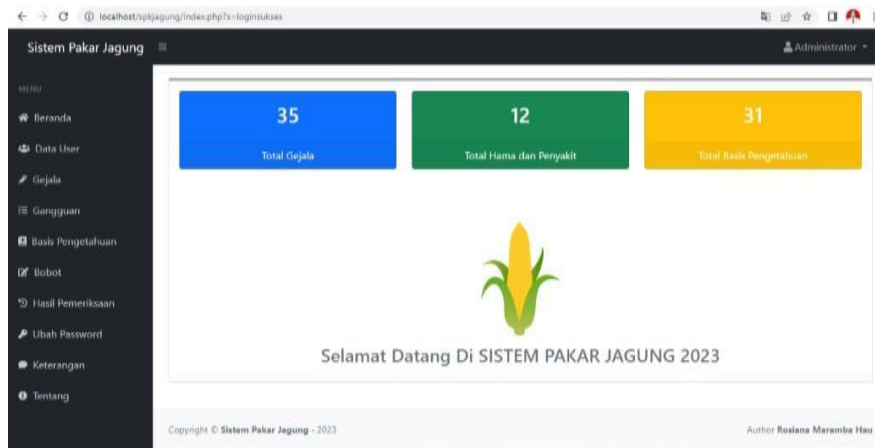 localhost/spkjagung/index.php?s=loginsukses
Sistem Pakar Jagung
Administrator
MENU
Beranda
Data User
Gejala
Gangguan
Basis Pengetahuan
Bobot
Hasil Pemeriksaan
Ubah Password
Keterangan
Tentang
35
Total Gejala
12
Total Hama dan Penyakit
31
Total Basis Pengetahuan
Selamat Datang Di SISTEM PAKAR JAGUNG 2023
Copyright © Sistem Pakar Jagung - 2023
Author Rosiana Maramba Hau